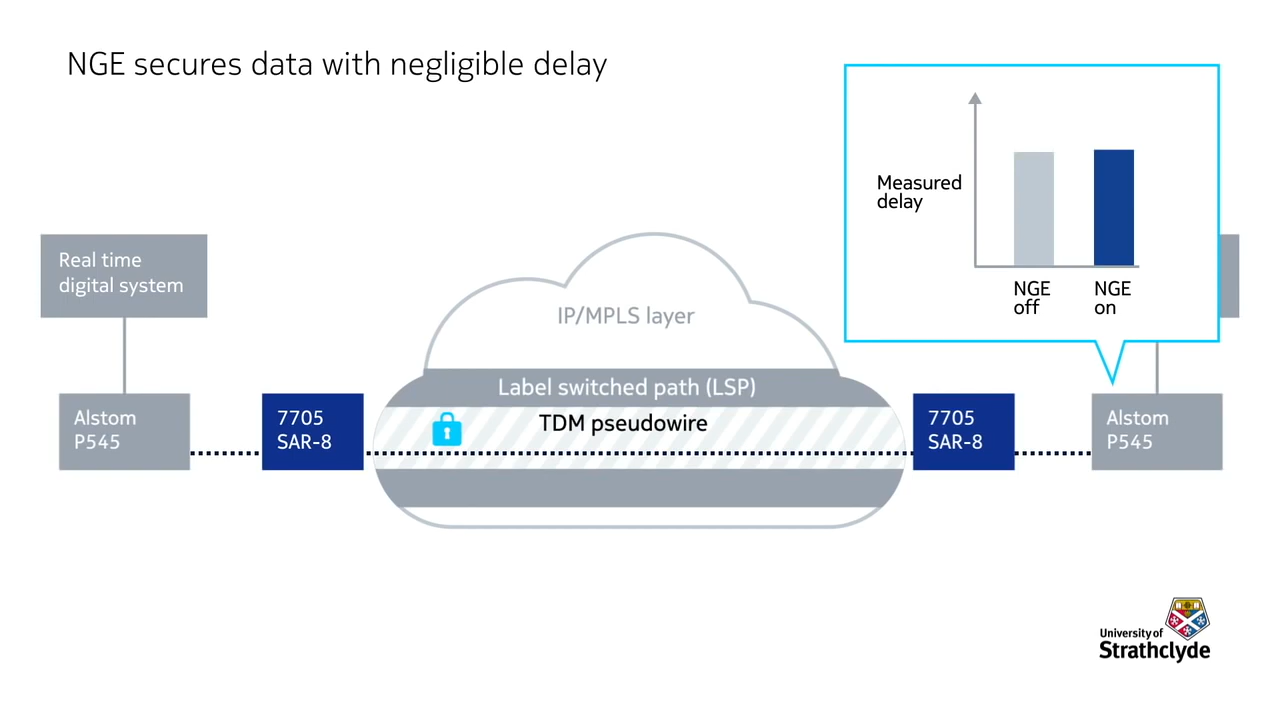 NGE secures data with negligible delay
Measured
delay
NGE
off
NGE
on
Real time
digital system
IP/MPLS layer
Label switched path (LSP)
TDM pseudowire
Alstom
P545
7705
SAR-8
7705
SAR-8
Alstom
P545
University of
Strathclyde